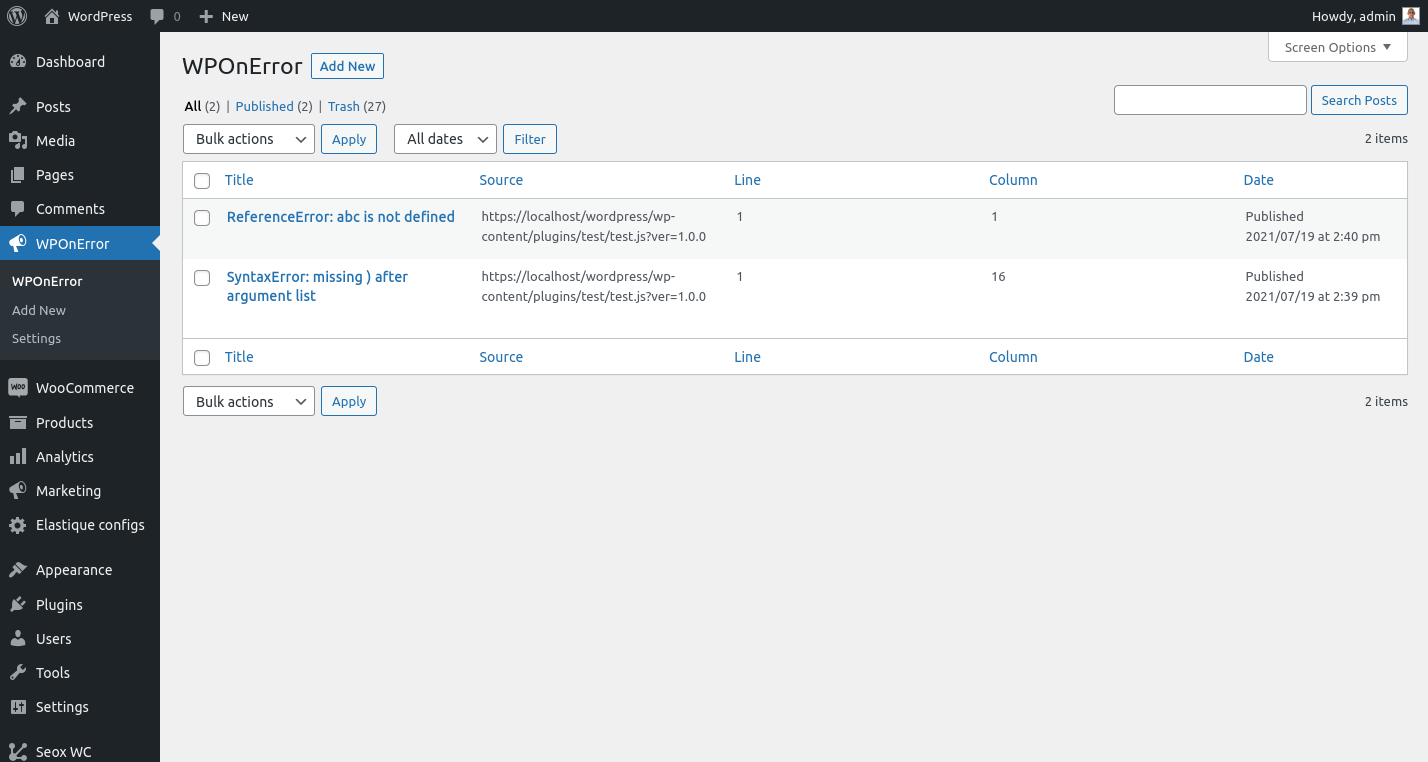 WordPress 0 New Howdy, admin
Dashboard
Posts
Media
Pages
Comments
WPOnError
WPOnError
Add New
Settings
WooCommerce
Products
Analytics
Marketing
Elastique configs
Appearance
Plugins
Users
Tools
Settings
Seox WC
Screen Options
WPOnError Add New
All (2) | Published (2) | Trash (27)
Search Posts
Bulk actions Apply All dates Filter 2 items
Title Source Line Column Date
ReferenceError: abc is not defined https://localhost/wordpress/wp- 1 1 Published
content/plugins/test/test.js?ver=1.0.0 2021/07/19 at 2:40 pm
SyntaxError: missing ) after https://localhost/wordpress/wp- 1 16 Published
argument list content/plugins/test/test.js?ver=1.0.0 2021/07/19 at 2:39 pm
Title Source Line Column Date
Bulk actions Apply 2 items